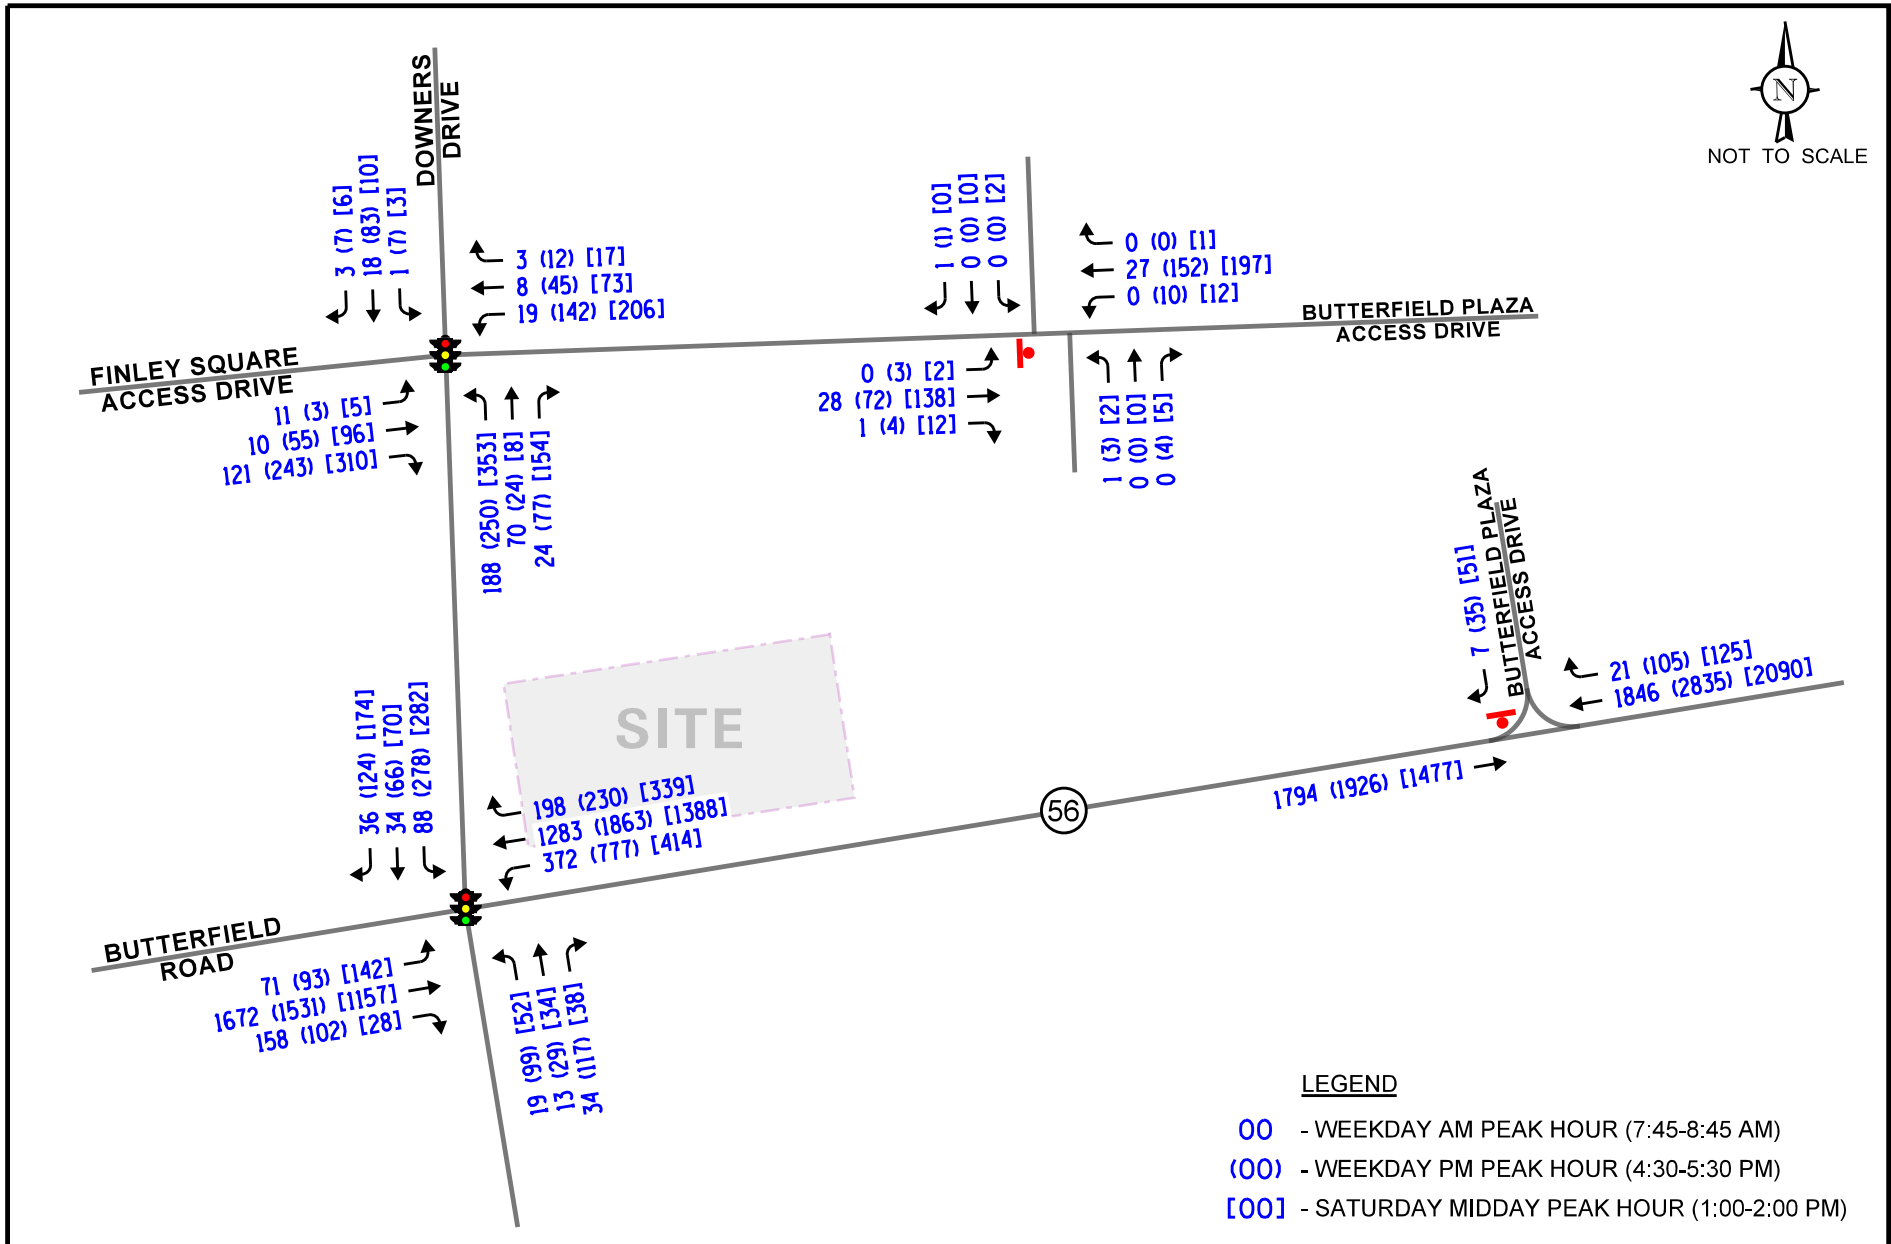 DOWNERS
DRIVE
N
NOT TO SCALE
3 (7) [6]
18 (83) [10]
1 (7) [3]
3 (12) [17]
8 (45) [73]
19 (142) [206]
1 (1) [0]
0 (0) [0]
0 (0) [2]
0 (0) [1]
27 (152) [197]
0 (10) [12]
BUTTERFIELD PLAZA
ACCESS DRIVE
FINLEY SQUARE
ACCESS DRIVE
11 (3) [5]
10 (55) [96]
121 (243) [310]
188 (250) [353]
70 (24) [8]
24 (77) [154]
0 (3) [2]
28 (72) [138]
1 (4) [12]
1 (3) [2]
0 (0) [0]
0 (4) [5]
BUTTERFIELD PLAZA
ACCESS DRIVE
7 (35) [51]
21 (105) [125]
1846 (2835) [2090]
1794 (1926) [1477]
SITE
36 (124) [174]
34 (66) [70]
88 (278) [282]
198 (230) [339]
1283 (1863) [1388]
372 (777) [414]
56
BUTTERFIELD
ROAD
71 (93) [142]
1672 (1531) [1157]
158 (102) [28]
19 (99) [52]
13 (29) [34]
34 (117) [38]
LEGEND
00 - WEEKDAY AM PEAK HOUR (7:45-8:45 AM)
(00) - WEEKDAY PM PEAK HOUR (4:30-5:30 PM)
[00] - SATURDAY MIDDAY PEAK HOUR (1:00-2:00 PM)